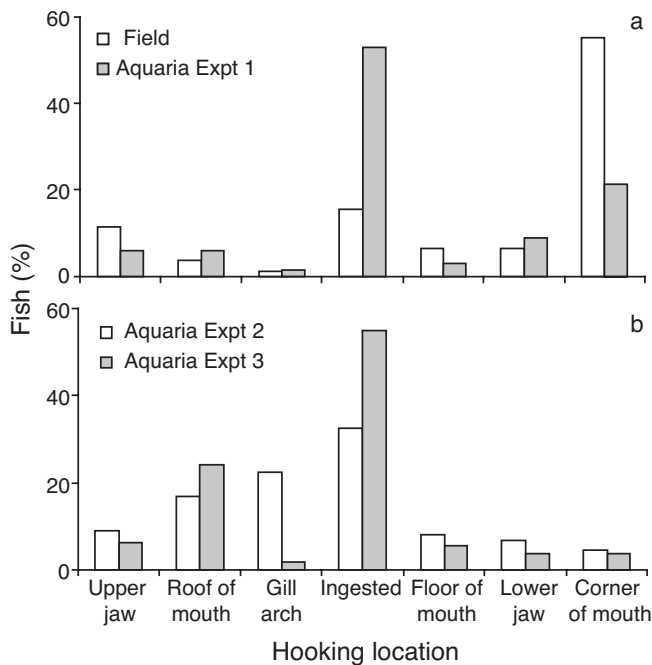 60
a
Field
Aquaria Expt 1
40
20
0
Fish (%)
60
b
Aquaria Expt 2
Aquaria Expt 3
40
20
0
Upper jaw
Roof of mouth
Gill arch
Ingested
Floor of mouth
Lower jaw
Corner of mouth
Hooking location